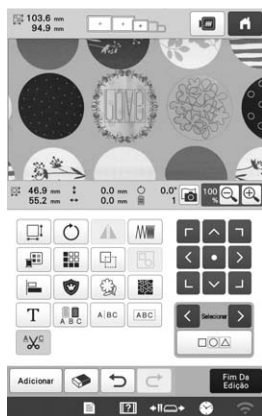 103.6 mm
94.9 mm
LOVE
46.9 mm 0.0 mm 0.0°
55.2 mm 0.0 mm 1
100 %
T A B C A BC ABC
Selecionar
Adicionar
Fim Da
Edição